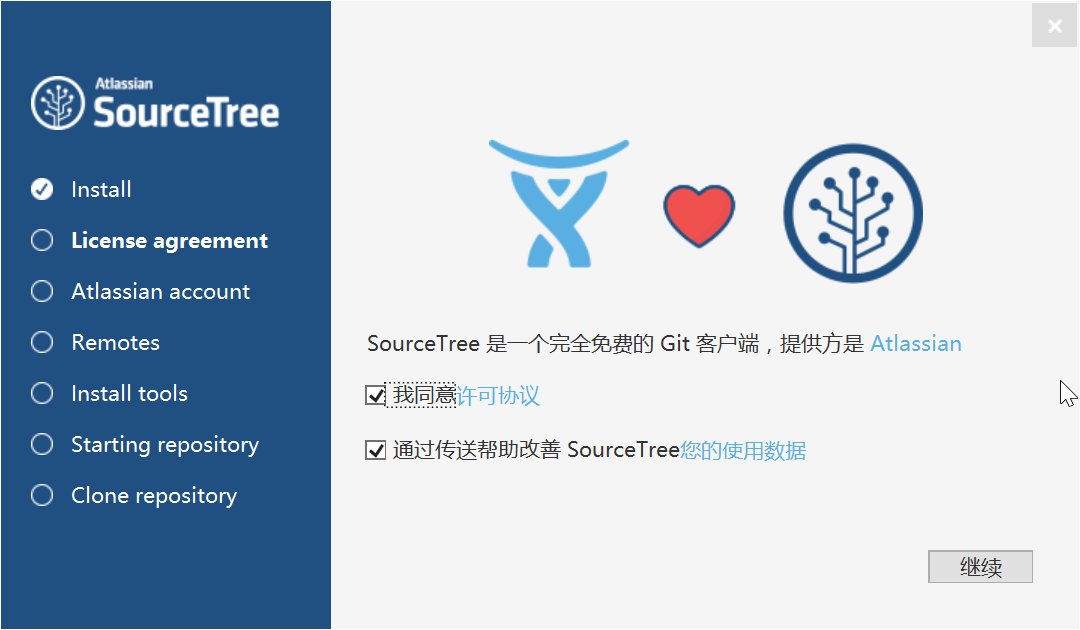 Atlassian
SourceTree
Install
License agreement
Atlassian account
Remotes
Install tools
Starting repository
Clone repository
SourceTree 是一个完全免费的 Git 客户端，提供方是 Atlassian
我同意许可协议
通过传送帮助改善 SourceTree您的使用数据
继续